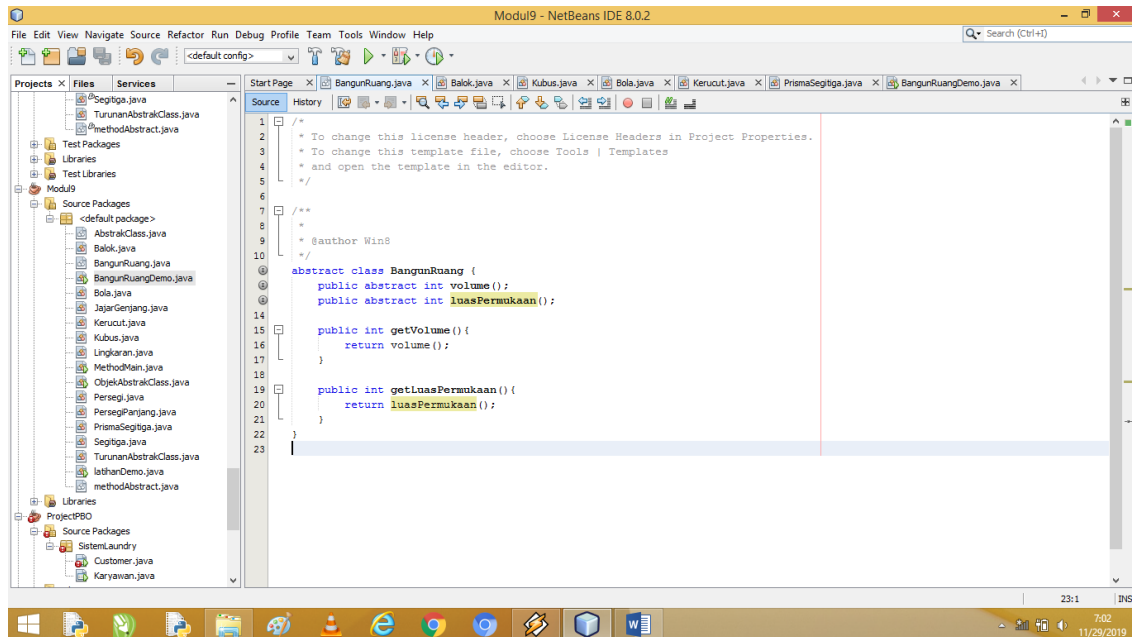 Modul9 - NetBeans IDE 8.0.2
File Edit View Navigate Source Refactor Run Debug Profile Team Tools Window Help
Search (Ctrl+I)
<default config>
Projects Files Services
Start Page BangunRuang.java Balok.java Kubus.java Bola.java Kerucut.java PrismaSegitiga.java BangunRuangDemo.java
Source History
Segitiga.java
TurunanAbstrakClass.java
methodAbstract.java
Test Packages
Libraries
Test Libraries
Modul9
Source Packages
<default package>
AbstrakClass.java
Balok.java
BangunRuang.java
BangunRuangDemo.java
Bola.java
JajarGenjang.java
Kerucut.java
Kubus.java
Lingkaran.java
MethodMain.java
ObjekAbstrakClass.java
Persegi.java
PersegiPanjang.java
PrismaSegitiga.java
Segitiga.java
TurunanAbstrakClass.java
latihanDemo.java
methodAbstract.java
Libraries
ProjectPBO
Source Packages
SistemLaundry
Customer.java
Karyawan.java
1 /*
2 * To change this license header, choose License Headers in Project Properties.
3 * To change this template file, choose Tools | Templates
4 * and open the template in the editor.
5 */
6
7 /**
8 *
9 * @author Win8
10 */
abstract class BangunRuang {
public abstract int volume();
public abstract int luasPermukaan();
14
15 public int getVolume(){
16 return volume();
17 }
18
19 public int getLuasPermukaan(){
20 return luasPermukaan();
21 }
22 }
23
23:1 INS
7:02
11/29/2019